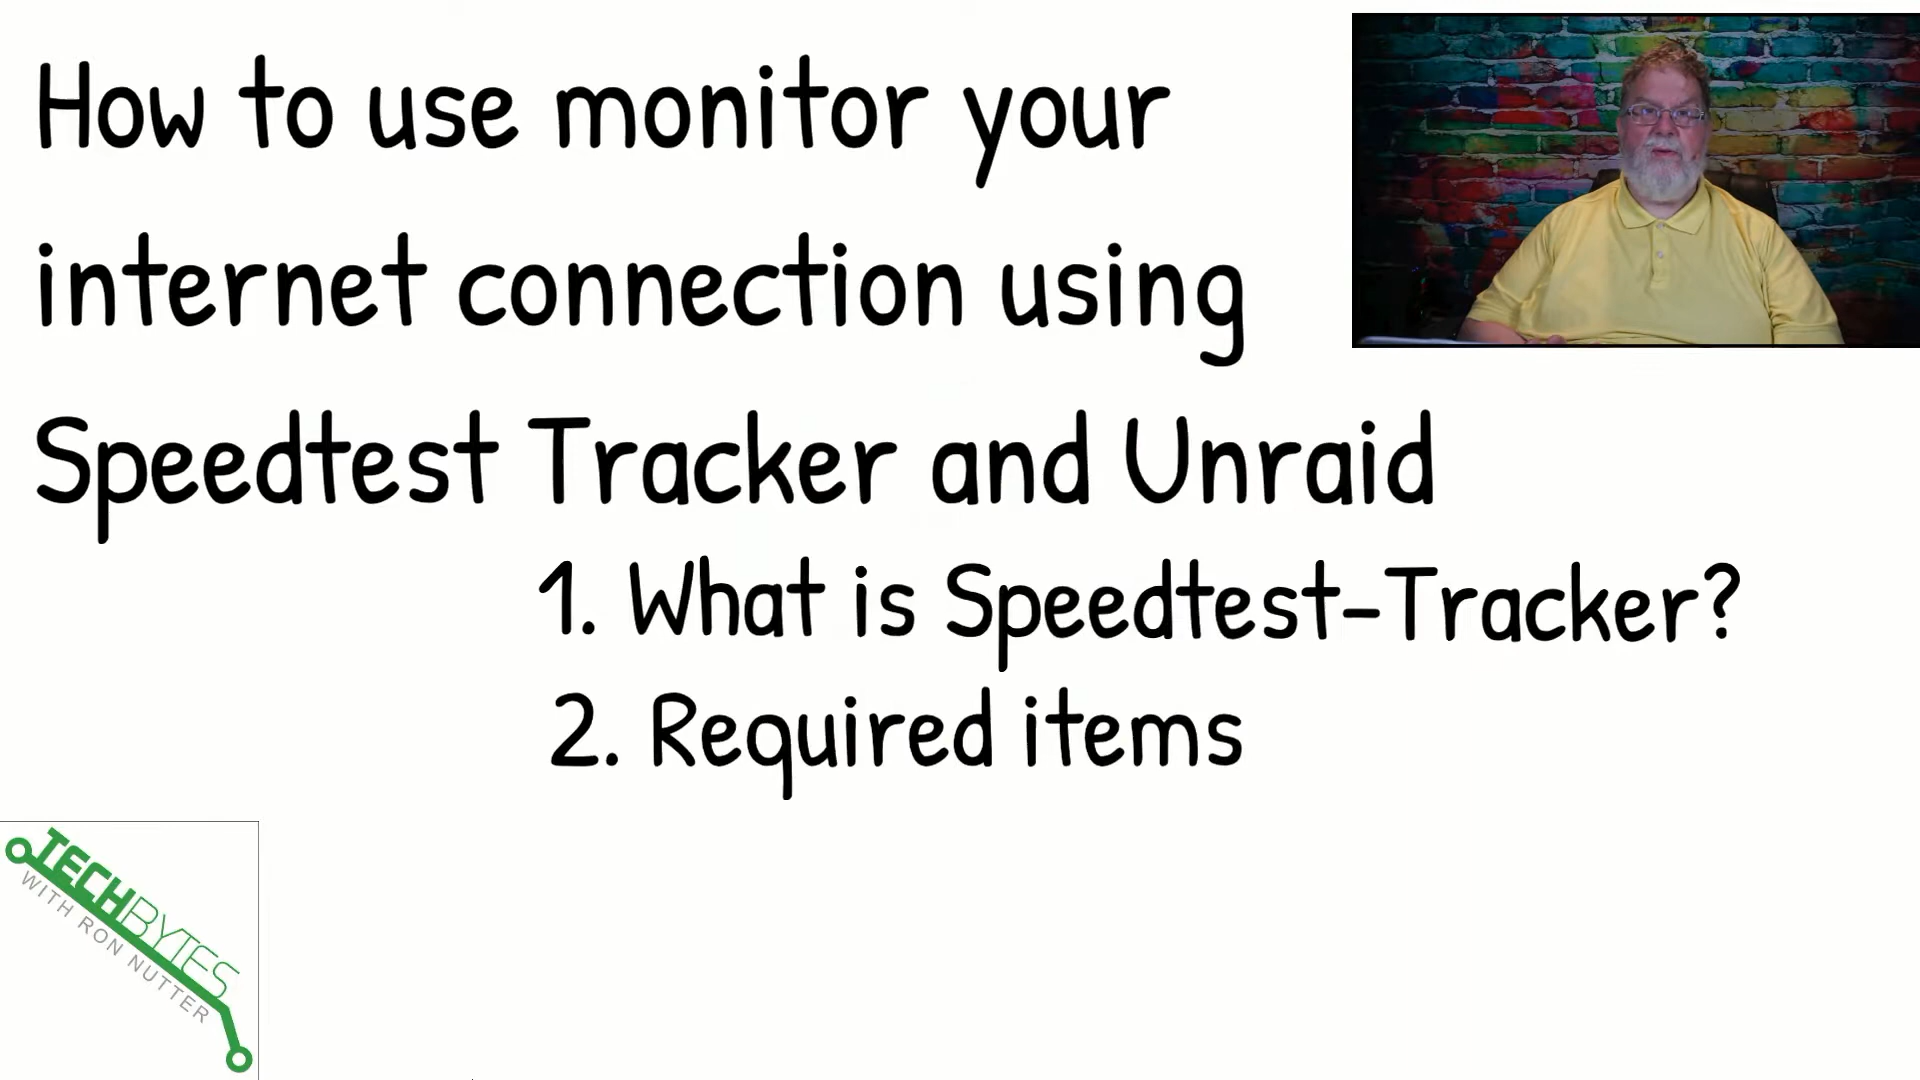 How to use monitor your
internet connection using
Speedtest Tracker and Unraid
1. What is Speedtest-Tracker?
2. Required items
TECHBYTES
WITH RON NUTTER